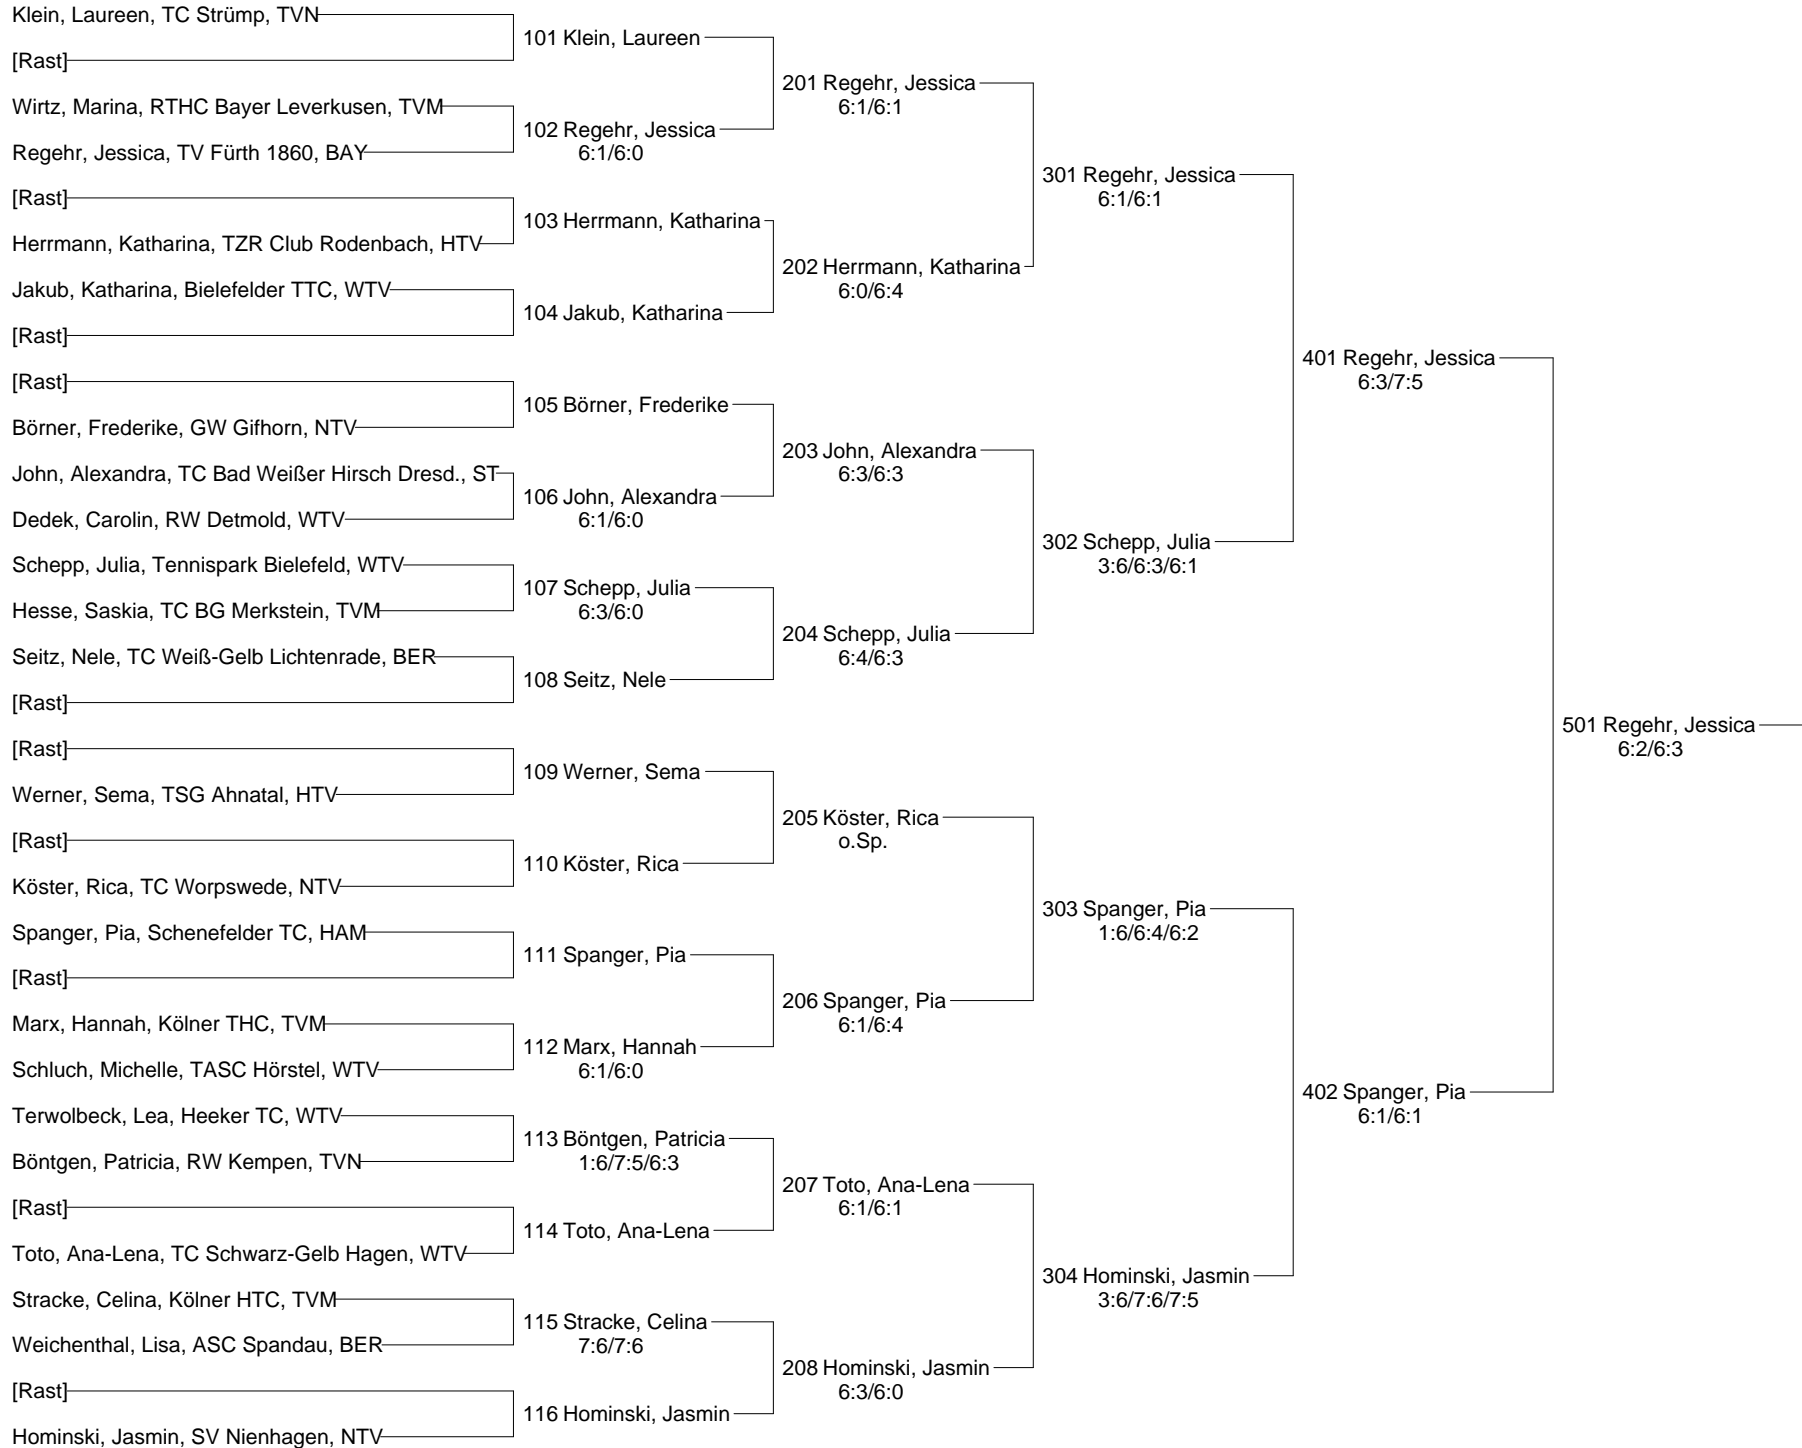 Klein, Laureen, TC Strümp, TVN
[Rast]
Wirtz, Marina, RTHC Bayer Leverkusen, TVM
Regehr, Jessica, TV Fürth 1860, BAY
[Rast]
Herrmann, Katharina, TZR Club Rodenbach, HTV
Jakub, Katharina, Bielefelder TTC, WTV
[Rast]
[Rast]
Börner, Frederike, GW Gifhorn, NTV
John, Alexandra, TC Bad Weißer Hirsch Dresd., ST
Dedek, Carolin, RW Detmold, WTV
Schepp, Julia, Tennispark Bielefeld, WTV
Hesse, Saskia, TC BG Merkstein, TVM
Seitz, Nele, TC Weiß-Gelb Lichtenrade, BER
[Rast]
[Rast]
Werner, Sema, TSG Ahnatal, HTV
[Rast]
Köster, Rica, TC Worpswede, NTV
Spanger, Pia, Schenefelder TC, HAM
[Rast]
Marx, Hannah, Kölner THC, TVM
Schluch, Michelle, TASC Hörstel, WTV
Terwolbeck, Lea, Heeker TC, WTV
Böntgen, Patricia, RW Kempen, TVN
[Rast]
Toto, Ana-Lena, TC Schwarz-Gelb Hagen, WTV
Stracke, Celina, Kölner HTC, TVM
Weichenthal, Lisa, ASC Spandau, BER
[Rast]
Hominski, Jasmin, SV Nienhagen, NTV
101 Klein, Laureen
102 Regehr, Jessica
6:1/6:0
103 Herrmann, Katharina
104 Jakub, Katharina
105 Börner, Frederike
106 John, Alexandra
6:1/6:0
107 Schepp, Julia
6:3/6:0
108 Seitz, Nele
109 Werner, Sema
110 Köster, Rica
111 Spanger, Pia
112 Marx, Hannah
6:1/6:0
113 Böntgen, Patricia
1:6/7:5/6:3
114 Toto, Ana-Lena
115 Stracke, Celina
7:6/7:6
116 Hominski, Jasmin
201 Regehr, Jessica
6:1/6:1
202 Herrmann, Katharina
6:0/6:4
203 John, Alexandra
6:3/6:3
204 Schepp, Julia
6:4/6:3
205 Köster, Rica
o.Sp.
206 Spanger, Pia
6:1/6:4
207 Toto, Ana-Lena
6:1/6:1
208 Hominski, Jasmin
6:3/6:0
301 Regehr, Jessica
6:1/6:1
302 Schepp, Julia
3:6/6:3/6:1
303 Spanger, Pia
1:6/6:4/6:2
304 Hominski, Jasmin
3:6/7:6/7:5
401 Regehr, Jessica
6:3/7:5
402 Spanger, Pia
6:1/6:1
501 Regehr, Jessica
6:2/6:3